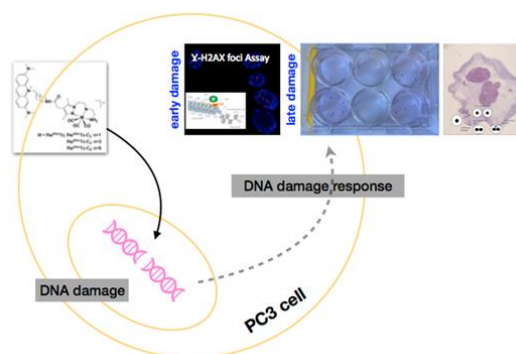 early damage
γ-H2AX foci Assay
late damage
DNA damage response
DNA damage
PC3 cell